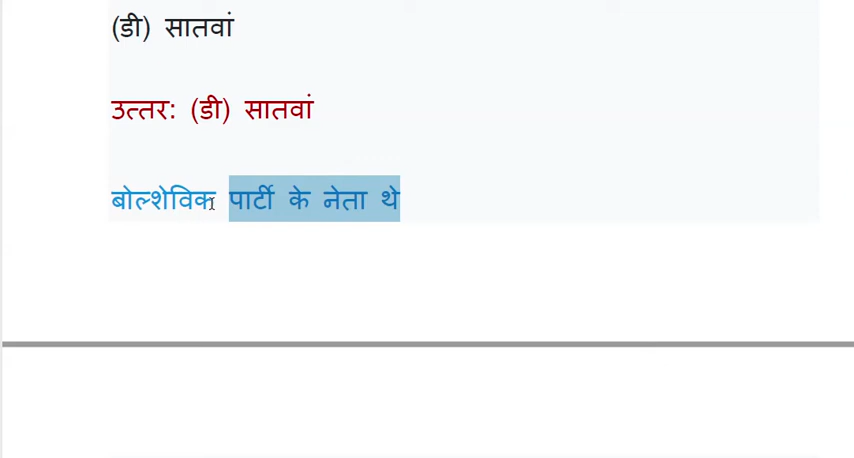 (डी) सातवां
उत्तर: (डी) सातवां
बोल्शेविक पार्टी के नेता थे